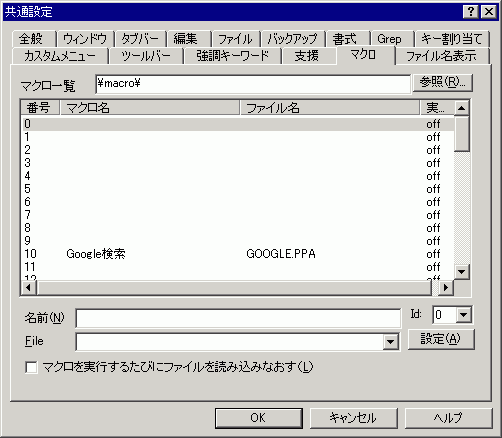 共通設定
全般 ウィンドウ タブバー 編集 ファイル バックアップ 書式 Grep キー割り当て
カスタムメニュー ツールバー 強調キーワード 支援 マクロ ファイル名表示
マクロ一覧 ¥macro¥ 参照(R)...
番号 マクロ名 ファイル名 実...
0 off
1 off
2 off
3 off
4 off
5 off
6 off
7 off
8 off
9 off
10 Google検索 GOOGLE.PPA off
11 off
12 off
名前(N) Id: 0
File 設定(A)
マクロを実行するたびにファイルを読み込みなおす(L)
OK キャンセル ヘルプ